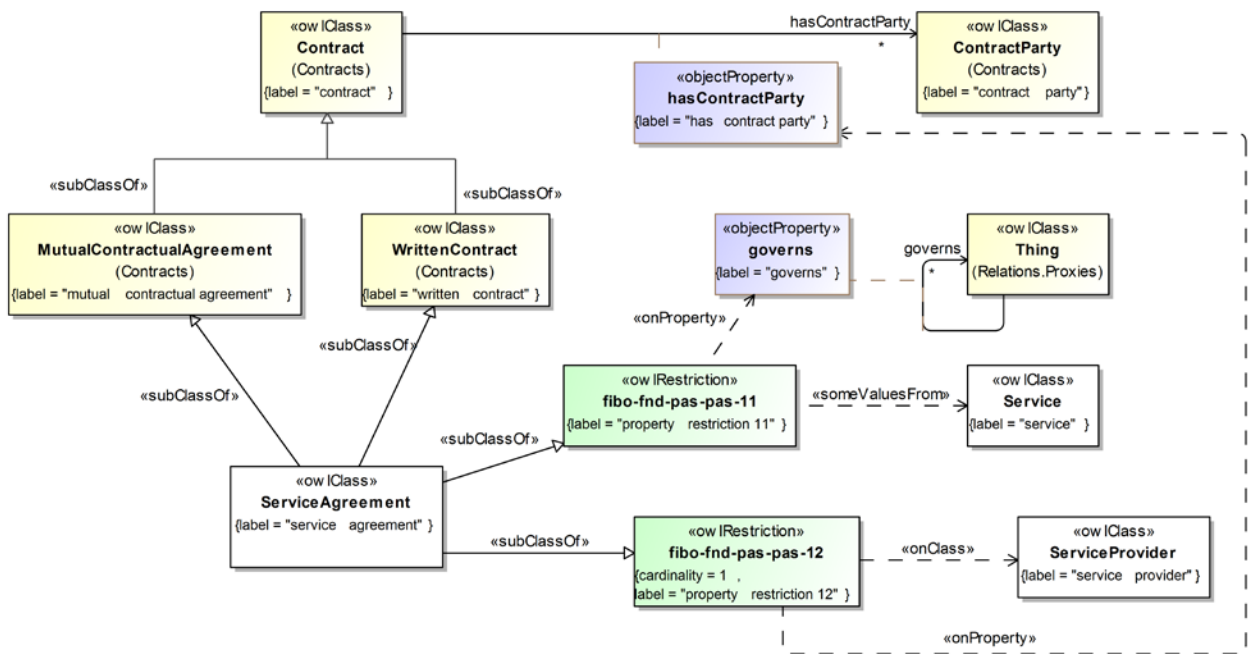 «owlClass»
Contract
(Contracts)
{label = "contract" }
hasContractParty
*
«owlClass»
ContractParty
(Contracts)
{label = "contract party"}
«objectProperty»
hasContractParty
{label = "has contract party" }
«subClassOf»
«subClassOf»
«owlClass»
MutualContractualAgreement
(Contracts)
{label = "mutual contractual agreement" }
«owlClass»
WrittenContract
(Contracts)
{label = "written contract" }
«objectProperty»
governs
{label = "governs" }
governs
*
«owlClass»
Thing
(Relations.Proxies)
«onProperty»
«subClassOf»
«subClassOf»
«owlRestriction»
fibo-fnd-pas-pas-11
{label = "property restriction 11" }
«someValuesFrom»
«owlClass»
Service
{label = "service" }
«subClassOf»
«owlClass»
ServiceAgreement
{label = "service agreement" }
«subClassOf»
«owlRestriction»
fibo-fnd-pas-pas-12
{cardinality = 1 ,
label = "property restriction 12" }
«onClass»
«owlClass»
ServiceProvider
{label = "service provider" }
«onProperty»